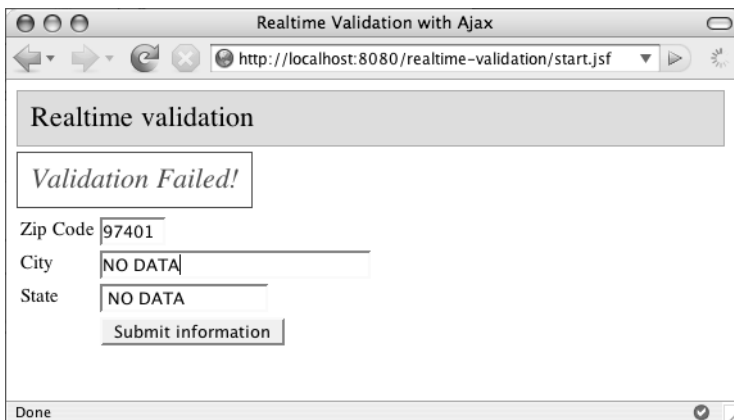 Realtime Validation with Ajax
http://localhost:8080/realtime-validation/start.jsf
Realtime validation
Validation Failed!
Zip Code 97401
City NO DATA
State NO DATA
Submit information
Done